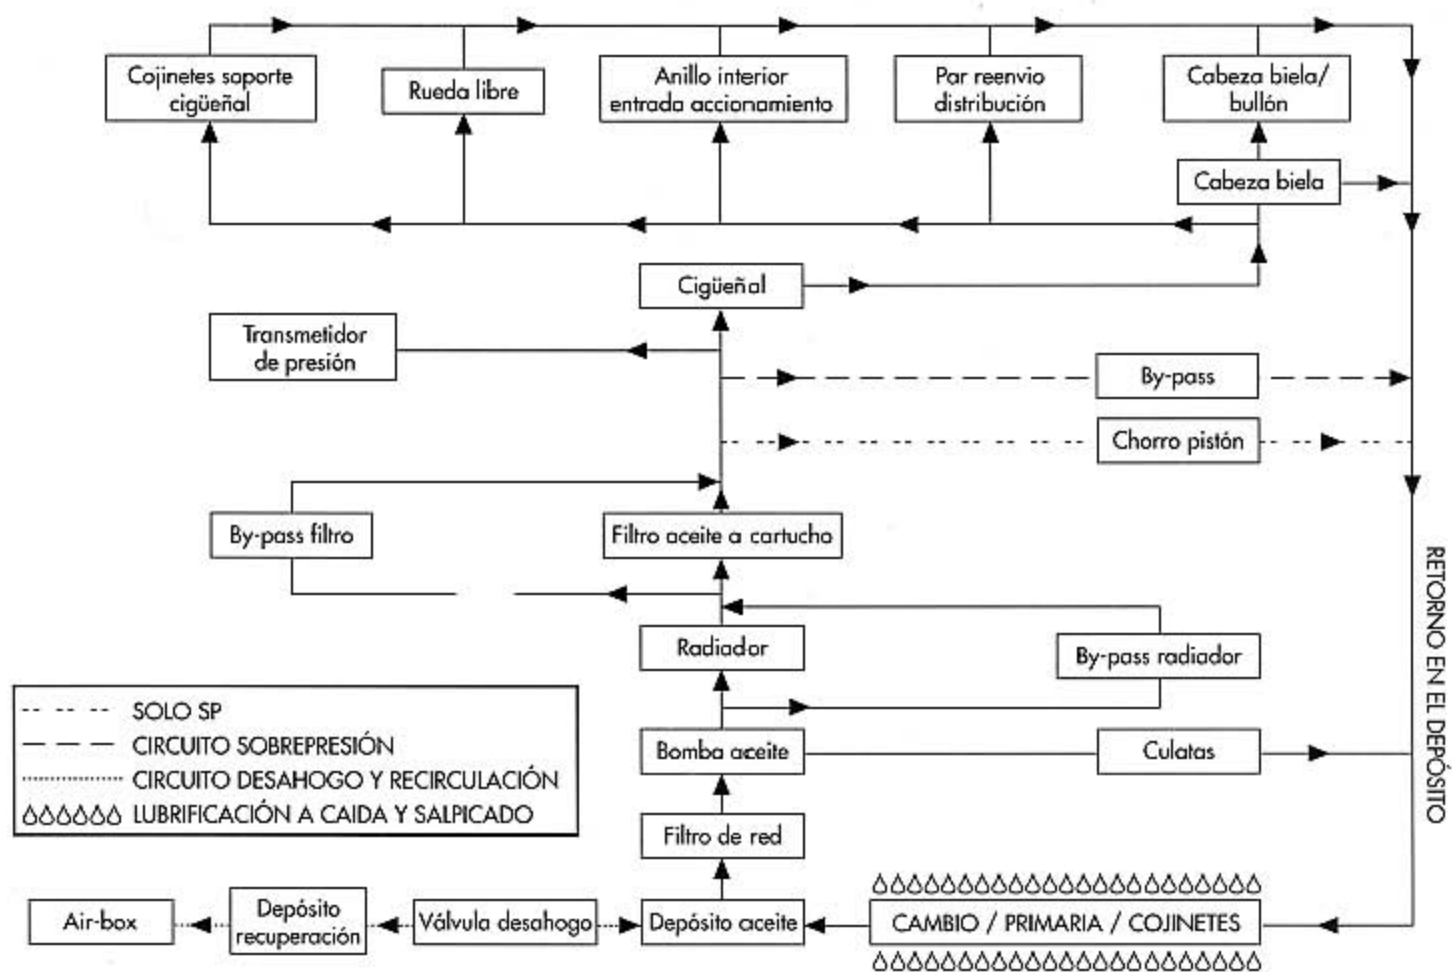 Cojinetes soporte
cigüeñal
Rueda libre
Anillo interior
entrada accionamiento
Par reenvio
distribución
Cabeza biela/
bullón
Cabeza biela
Cigüeñal
Transmetidor
de presión
By-pass
Chorro pistón
By-pass filtro
Filtro aceite a cartucho
Radiador
By-pass radiador
RETORNO EN EL DEPÓSITO
SOLO SP
CIRCUITO SOBREPRESIÓN
CIRCUITO DESAHOGO Y RECIRCULACIÓN
LUBRIFICACIÓN A CAIDA Y SALPICADO
Bomba aceite
Culatas
Filtro de red
Air-box
Depósito
recuperación
Válvula desahogo
Depósito aceite
CAMBIO / PRIMARIA / COJINETES